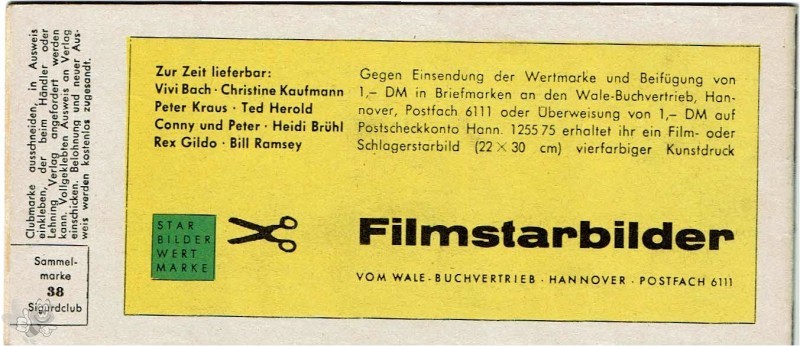 Clubmarke ausschneiden, in Ausweis
einkleben, der beim Händler oder
Lehning Verlag angefordert werden
kann. Vollgeklebten Ausweis an Verlag
einschicken. Belohnung und neuer Aus-
weis werden kostenlos zugesandt.
Sammel-
marke
38
Sigurdclub
Zur Zeit lieferbar:
Vivi Bach · Christine Kaufmann
Peter Kraus · Ted Herold
Conny und Peter · Heidi Brühl
Rex Gildo · Bill Ramsey
Gegen Einsendung der Wertmarke und Beifügung von
1,– DM in Briefmarken an den Wale-Buchvertrieb, Han-
nover, Postfach 6111 oder Überweisung von 1,– DM auf
Postscheckkonto Hann. 1255 75 erhaltet ihr ein Film- oder
Schlagerstarbild (22 × 30 cm) vierfarbiger Kunstdruck
STAR
BILDER
WERT
MARKE
Filmstarbilder
VOM WALE-BUCHVERTRIEB · HANNOVER · POSTFACH 6111